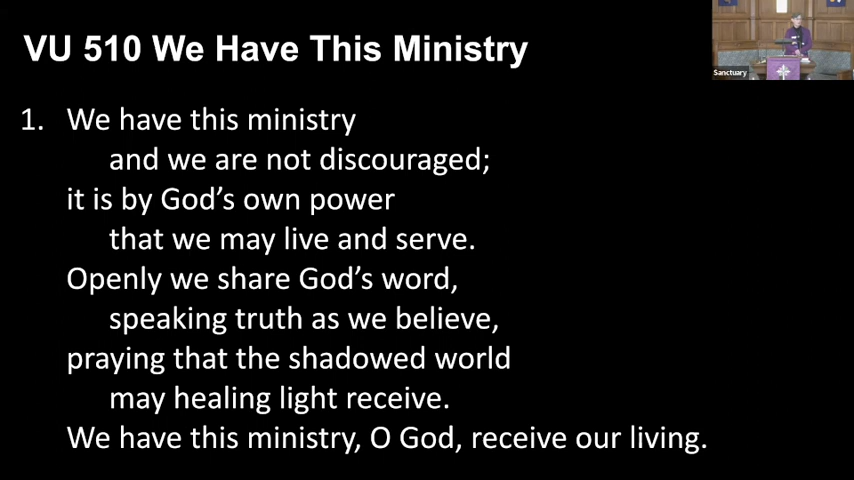 VU 510 We Have This Ministry
Sanctuary
1. We have this ministry
and we are not discouraged;
it is by God’s own power
that we may live and serve.
Openly we share God’s word,
speaking truth as we believe,
praying that the shadowed world
may healing light receive.
We have this ministry, O God, receive our living.